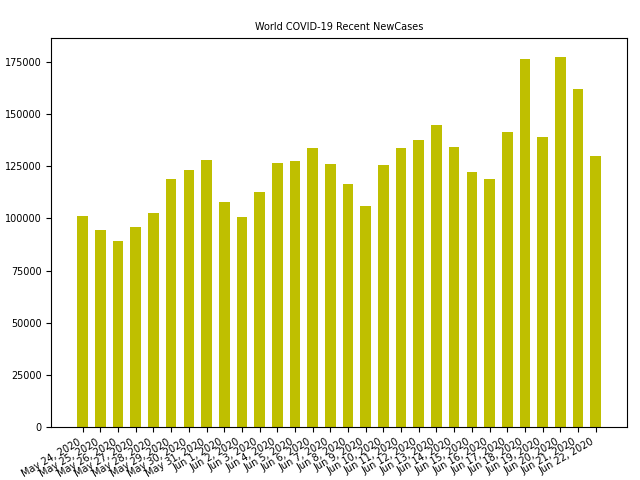 World COVID-19 Recent NewCases
175000
150000
125000
100000
75000
50000
25000
0
May 24, 2020
May 25, 2020
May 26, 2020
May 27, 2020
May 28, 2020
May 29, 2020
May 30, 2020
May 31, 2020
Jun 1, 2020
Jun 2, 2020
Jun 3, 2020
Jun 4, 2020
Jun 5, 2020
Jun 6, 2020
Jun 7, 2020
Jun 8, 2020
Jun 9, 2020
Jun 10, 2020
Jun 11, 2020
Jun 12, 2020
Jun 13, 2020
Jun 14, 2020
Jun 15, 2020
Jun 16, 2020
Jun 17, 2020
Jun 18, 2020
Jun 19, 2020
Jun 20, 2020
Jun 21, 2020
Jun 22, 2020